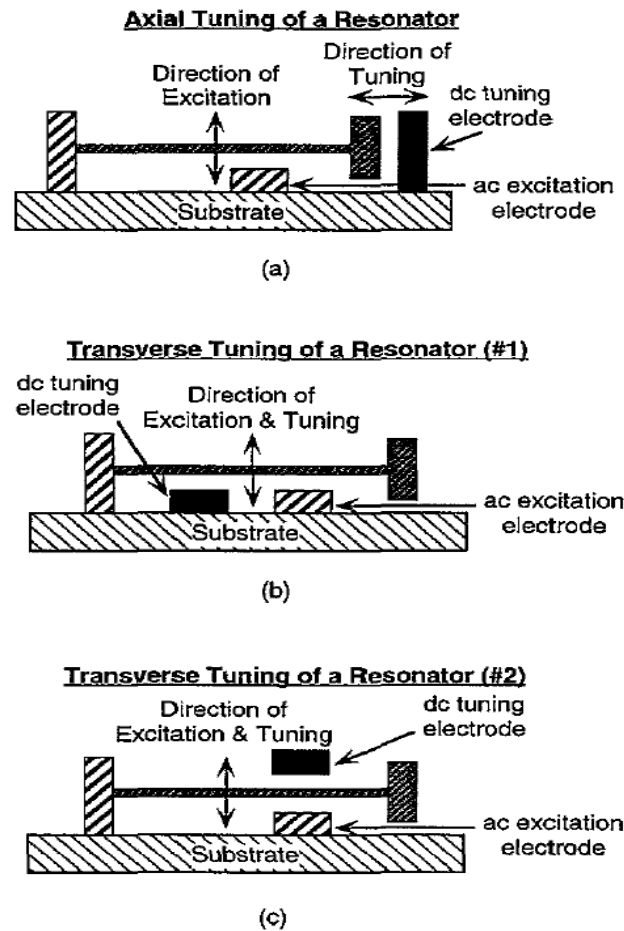 Axial Tuning of a Resonator
Direction of
Tuning
Direction of
Excitation
dc tuning
electrode
ac excitation
electrode
Substrate
(a)
Transverse Tuning of a Resonator (#1)
dc tuning
electrode
Direction of
Excitation & Tuning
ac excitation
electrode
Substrate
(b)
Transverse Tuning of a Resonator (#2)
Direction of
Excitation & Tuning
dc tuning
electrode
ac excitation
electrode
Substrate
(c)